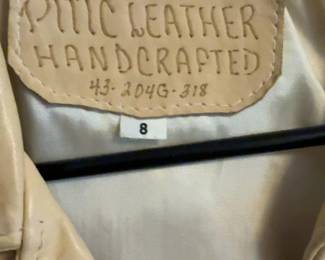 PITIC LEATHER
HANDCRAFTED
43-204G-318
8